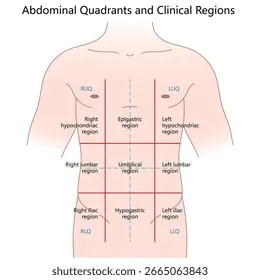 Abdominal Quadrants and Clinical Regions
RUQ
LUQ
Right
hypochondriac
region
Epigastric
region
Left
hypochondriac
region
Right lumbar
region
Umbilical
region
Left lumbar
region
Right iliac
region
Hypogastric
region
Left iliac
region
RLQ
LLQ
shutterstock.com · 2665063843